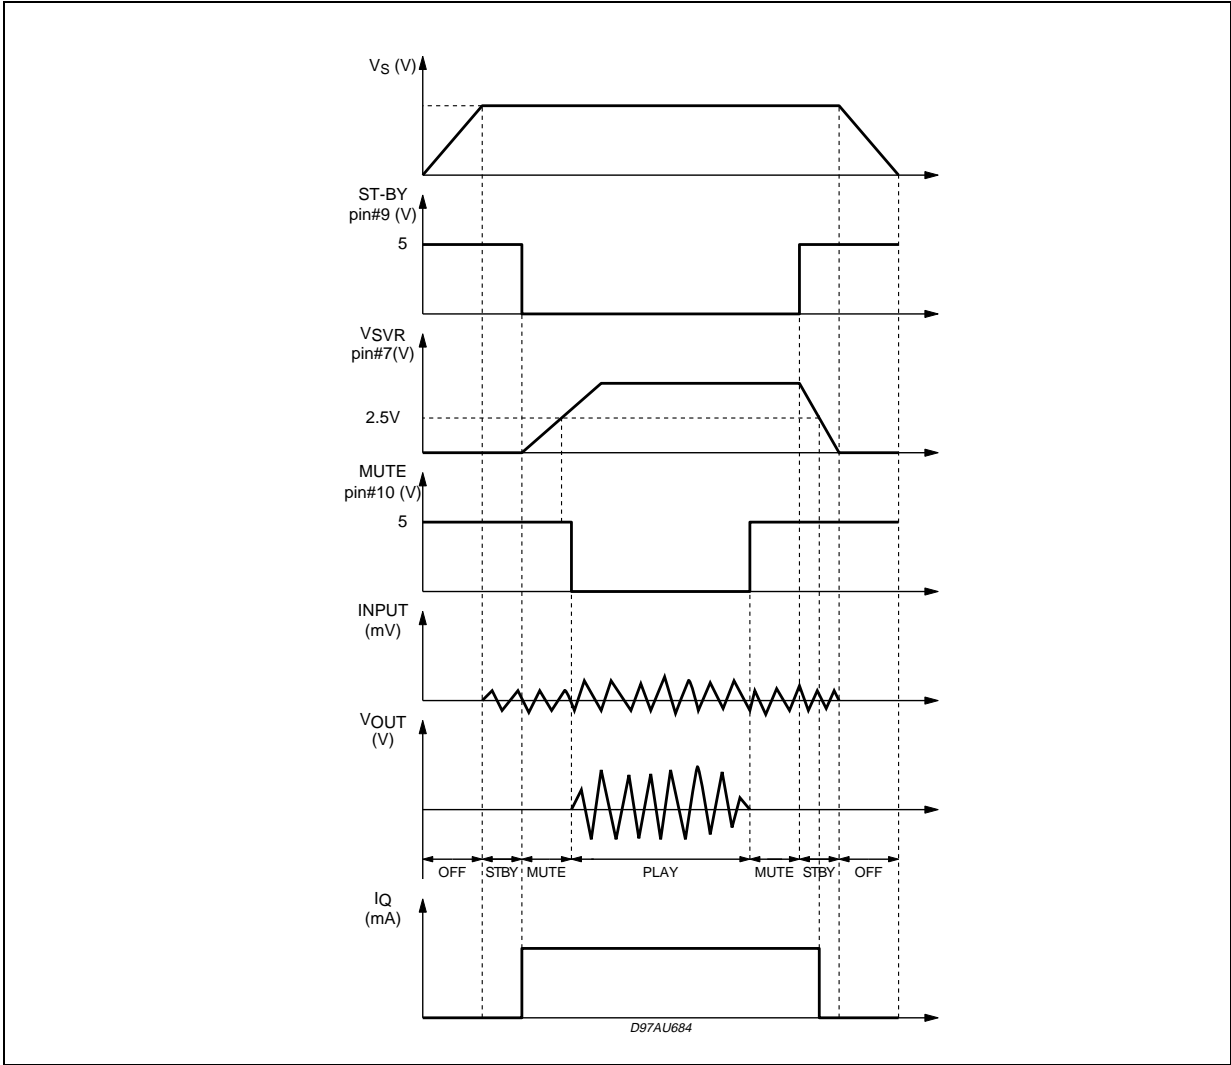 VS (V)
ST-BY
pin#9 (V)
5
VSVR
pin#7(V)
2.5V
MUTE
pin#10 (V)
5
INPUT
(mV)
VOUT
(V)
OFF STBY MUTE PLAY MUTE STBY OFF
IQ
(mA)
D97AU684